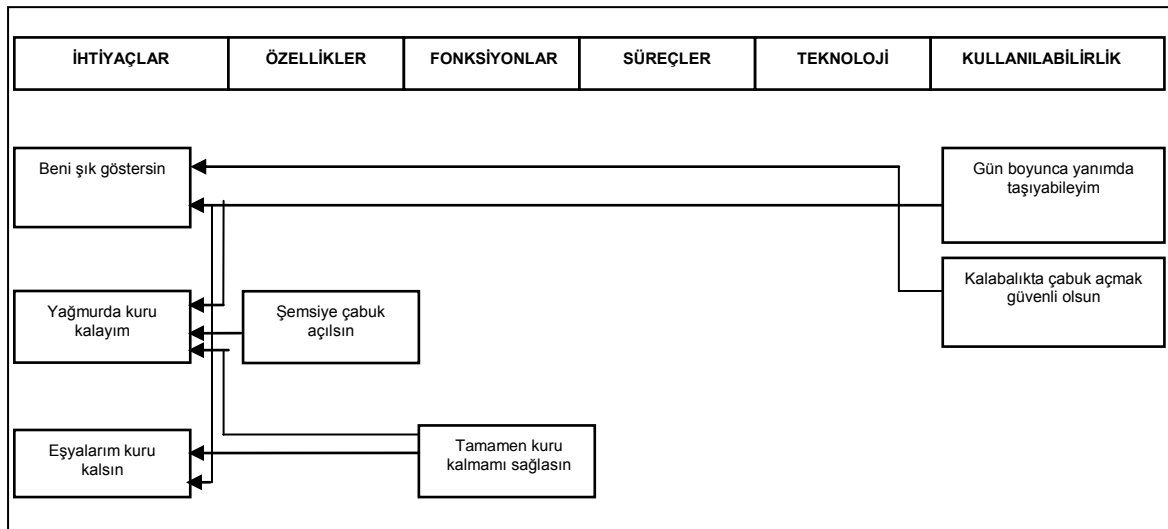 İHTİYAÇLAR
ÖZELLİKLER
FONKSİYONLAR
SÜREÇLER
TEKNOLOJİ
KULLANILABİLİRLİK
Beni şık göstersin
Gün boyunca yanımda
taşıyabileyim
Kalabalıkta çabuk açmak
güvenli olsun
Yağmurda kuru
kalayım
Şemsiye çabuk
açılsın
Eşyalarım kuru
kalsın
Tamamen kuru
kalmamı sağlasın